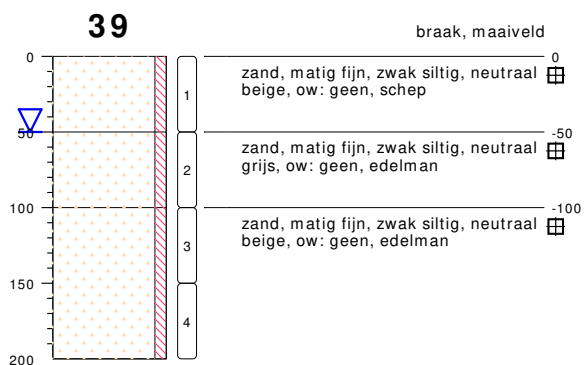 39
braak, maaiveld
0
0
zand, matig fijn, zwak siltig, neutraal
beige, ow: geen, schep
1
50
-50
zand, matig fijn, zwak siltig, neutraal
grijs, ow: geen, edelman
2
100
-100
zand, matig fijn, zwak siltig, neutraal
beige, ow: geen, edelman
3
150
4
200